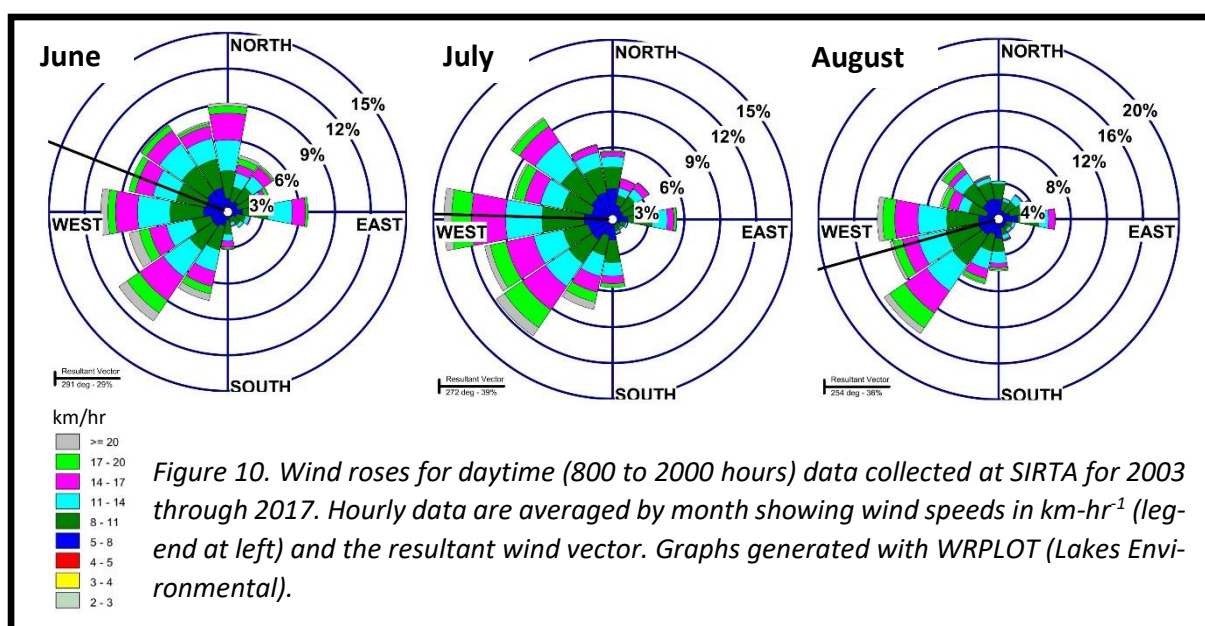 June
NORTH
15%
12%
9%
6%
3%
WEST
EAST
SOUTH
Resultant Vector
291 deg - 29%
July
NORTH
15%
12%
9%
6%
3%
WEST
EAST
SOUTH
Resultant Vector
272 deg - 39%
August
NORTH
20%
16%
12%
8%
4%
WEST
EAST
SOUTH
Resultant Vector
254 deg - 36%
km/hr
>= 20
17 - 20
14 - 17
11 - 14
8 - 11
5 - 8
4 - 5
3 - 4
2 - 3
Figure 10. Wind roses for daytime (800 to 2000 hours) data collected at SIRTA for 2003
through 2017. Hourly data are averaged by month showing wind speeds in km-hr-1 (leg-
end at left) and the resultant wind vector. Graphs generated with WRPLOT (Lakes Envi-
ronmental).